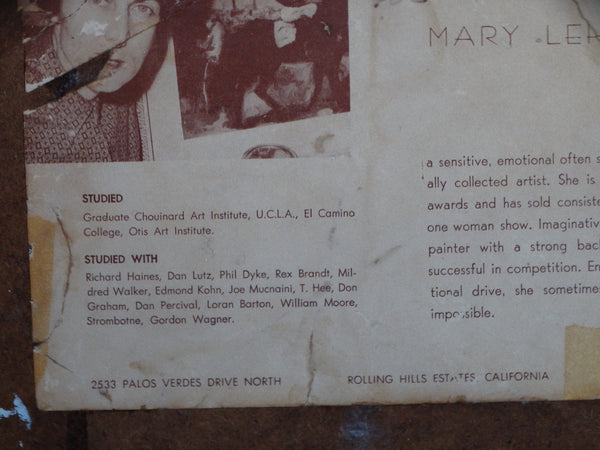 MARY
STUDIED
Graduate Chouinard Art Institute, U.C.L.A., El Camino
College, Otis Art Institute.
STUDIED WITH
Richard Haines, Dan Lutz, Phil Dyke, Rex Brandt, Mil-
dred Walker, Edmond Kohn, Joe Mucnaini, T. Hee, Don
Graham, Dan Percival, Loran Barton, William Moore,
Strombotne, Gordon Wagner.
a sensitive, emotional often
ally collected artist. She is
awards and has sold consiste
one woman show. Imaginativ
painter with a strong bac
successful in competition. En
tional drive, she sometime
impossible.
2533 PALOS VERDES DRIVE NORTH
ROLLING HILLS ESTATES, CALIFORNIA